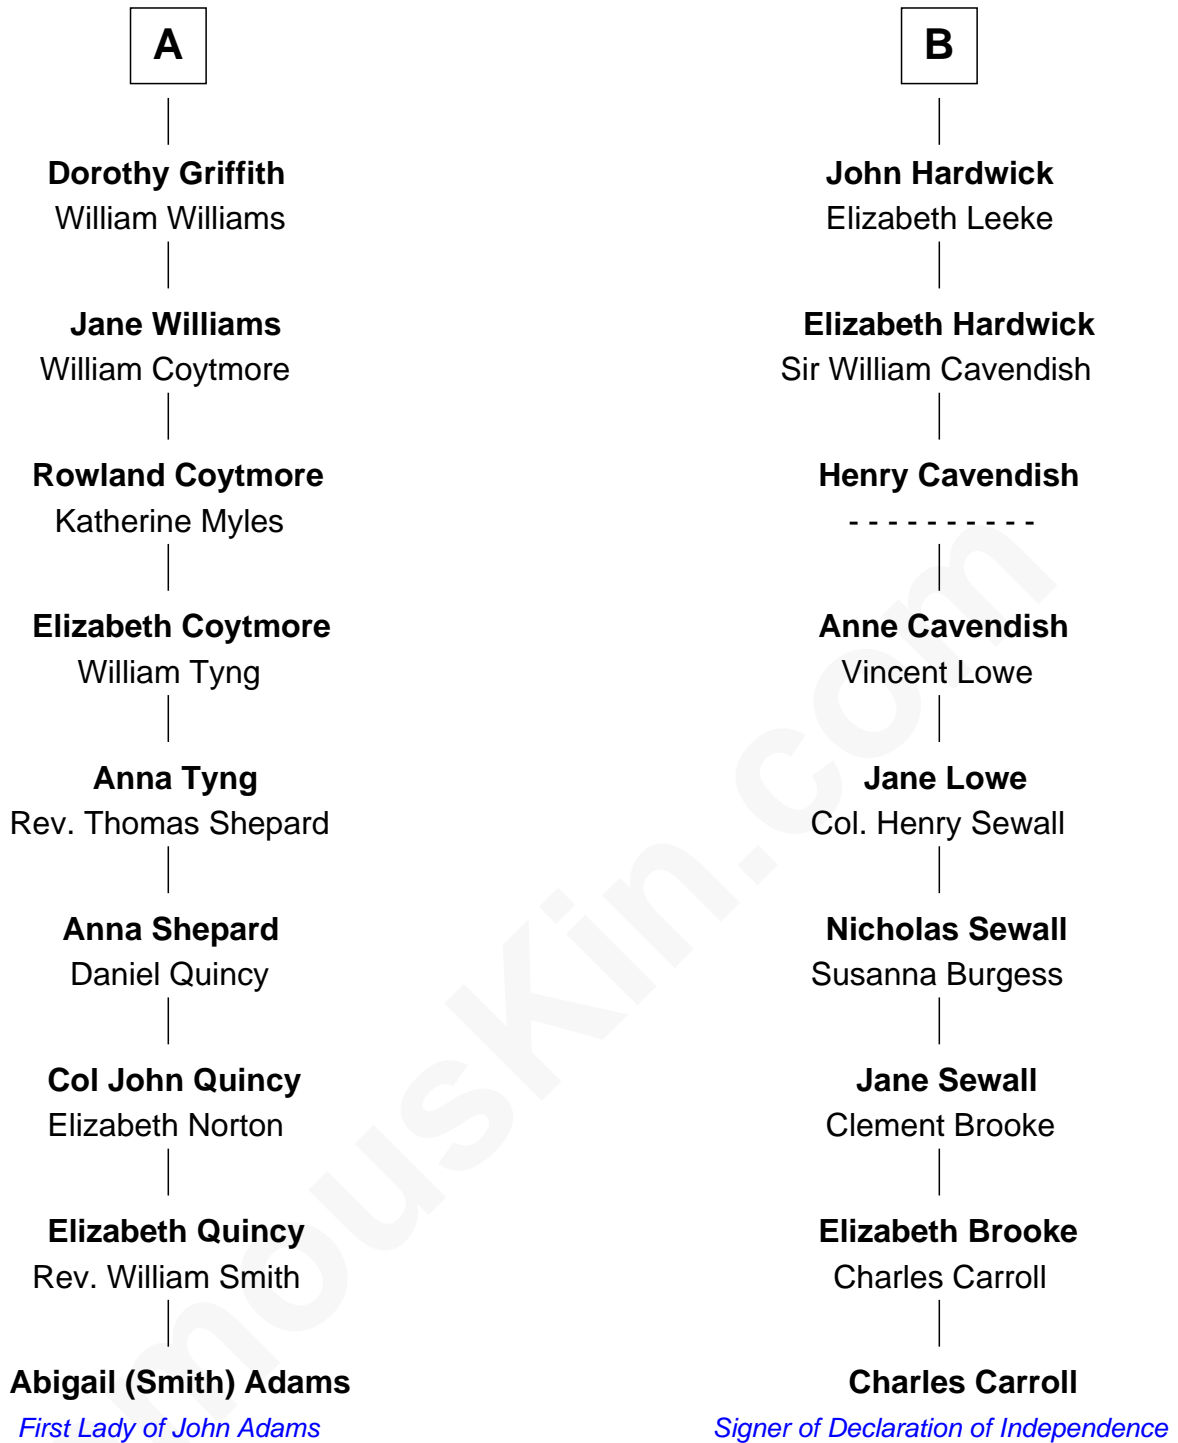 A
Dorothy Griffith
William Williams
Jane Williams
William Coytmore
Rowland Coytmore
Katherine Myles
Elizabeth Coytmore
William Tyng
Anna Tyng
Rev. Thomas Shepard
Anna Shepard
Daniel Quincy
Col John Quincy
Elizabeth Norton
Elizabeth Quincy
Rev. William Smith
Abigail (Smith) Adams
First Lady of John Adams
B
John Hardwick
Elizabeth Leeke
Elizabeth Hardwick
Sir William Cavendish
Henry Cavendish
- - - - - - - - - -
Anne Cavendish
Vincent Lowe
Jane Lowe
Col. Henry Sewall
Nicholas Sewall
Susanna Burgess
Jane Sewall
Clement Brooke
Elizabeth Brooke
Charles Carroll
Charles Carroll
Signer of Declaration of Independence
mousKin.com